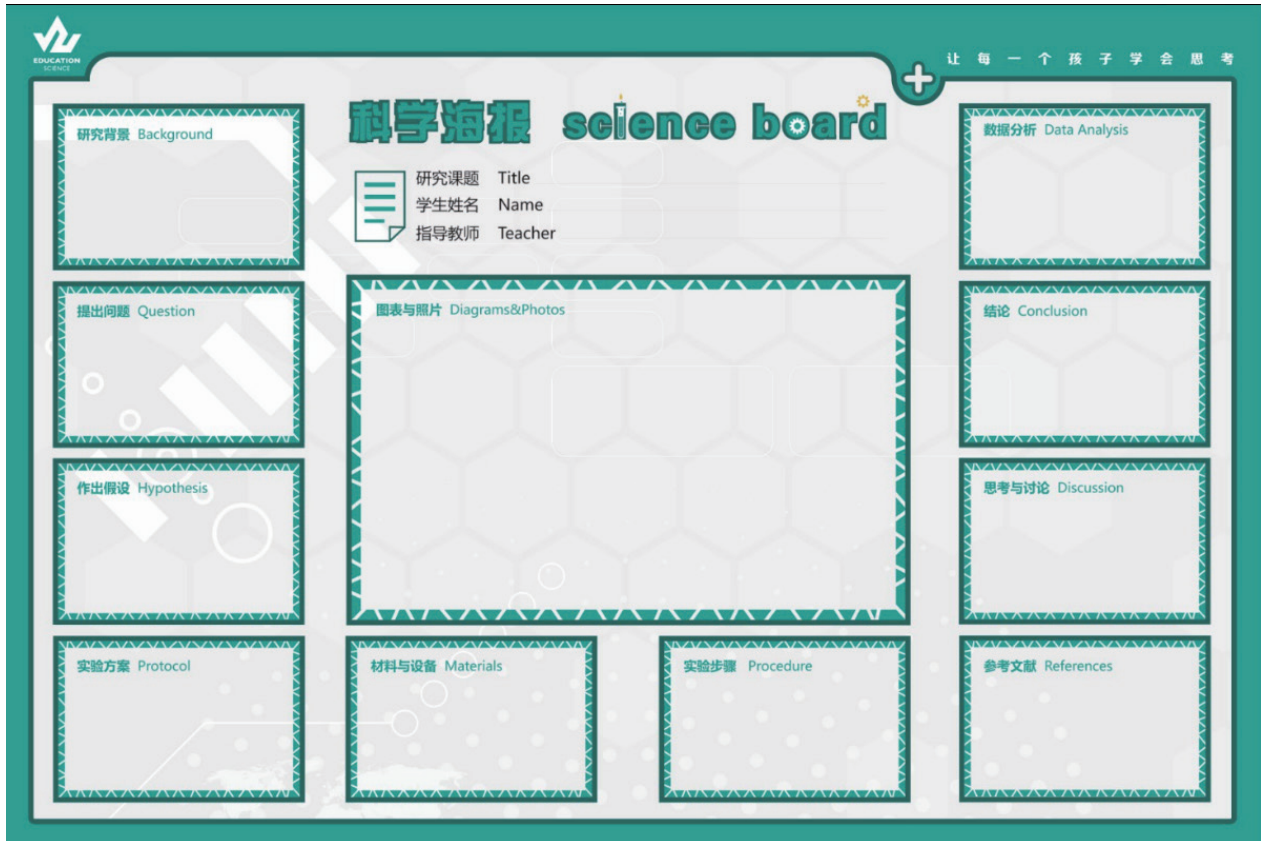 EDUCATION
SCIENCE
让每一个孩子学会思考
科学海报 science board
研究课题 Title
学生姓名 Name
指导教师 Teacher
研究背景 Background
提出问题 Question
作出假设 Hypothesis
实验方案 Protocol
图表与照片 Diagrams&Photos
材料与设备 Materials
实验步骤 Procedure
数据分析 Data Analysis
结论 Conclusion
思考与讨论 Discussion
参考文献 References